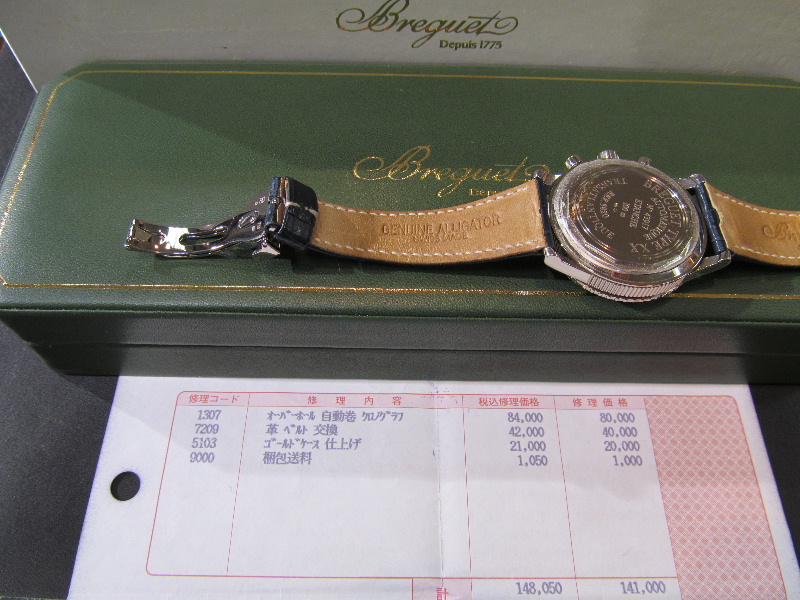 Breguet
Depuis 1775
Breguet
Depuis
GENUINE ALLIGATOR
BREGUET
修理コード 修理内容 税込修理価格 修理価格
1307 オーバーホール 自動巻 クロノグラフ 84,000 80,000
7209 革 ベルト 交換 42,000 40,000
5103 ゴールドケース 仕上げ 21,000 20,000
9000 梱包送料 1,050 1,000
計 148,050 141,000